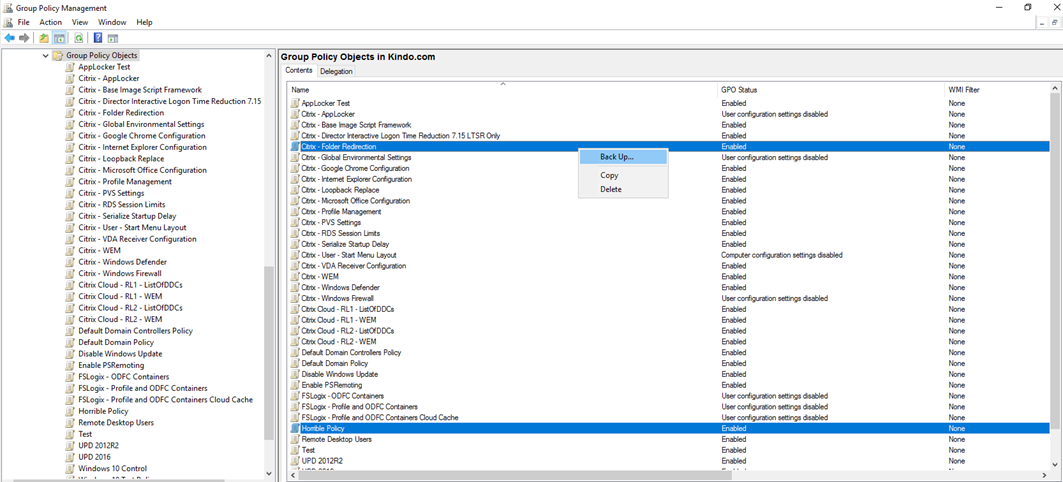 Group Policy Management
File Action View Window Help
Group Policy Objects
AppLocker Test
Citrix - AppLocker
Citrix - Base Image Script Framework
Citrix - Director Interactive Logon Time Reduction 7.15
Citrix - Folder Redirection
Citrix - Global Environmental Settings
Citrix - Google Chrome Configuration
Citrix - Internet Explorer Configuration
Citrix - Loopback Replace
Citrix - Microsoft Office Configuration
Citrix - Profile Management
Citrix - PVS Settings
Citrix - RDS Session Limits
Citrix - Serialize Startup Delay
Citrix - User - Start Menu Layout
Citrix - VDA Receiver Configuration
Citrix - WEM
Citrix - Windows Defender
Citrix - Windows Firewall
Citrix Cloud - RL1 - ListOfDDCs
Citrix Cloud - RL1 - WEM
Citrix Cloud - RL2 - ListOfDDCs
Citrix Cloud - RL2 - WEM
Default Domain Controllers Policy
Default Domain Policy
Disable Windows Update
Enable PSRemoting
FSLogix - ODFC Containers
FSLogix - Profile and ODFC Containers
FSLogix - Profile and ODFC Containers Cloud Cache
Horrible Policy
Remote Desktop Users
Test
UPD 2012R2
UPD 2016
Windows 10 Control
Group Policy Objects in Kindo.com
Contents Delegation
Name GPO Status WMI Filter
AppLocker Test Enabled None
Citrix - AppLocker User configuration settings disabled None
Citrix - Base Image Script Framework Enabled None
Citrix - Director Interactive Logon Time Reduction 7.15 LTSR Only Enabled None
Citrix - Folder Redirection Enabled None
Citrix - Global Environmental Settings User configuration settings disabled None
Citrix - Google Chrome Configuration Enabled None
Citrix - Internet Explorer Configuration Enabled None
Citrix - Loopback Replace Enabled None
Citrix - Microsoft Office Configuration Enabled None
Citrix - Profile Management Enabled None
Citrix - PVS Settings Enabled None
Citrix - RDS Session Limits Enabled None
Citrix - Serialize Startup Delay Enabled None
Citrix - User - Start Menu Layout Computer configuration settings disabled None
Citrix - VDA Receiver Configuration Enabled None
Citrix - WEM Enabled None
Citrix - Windows Defender Enabled None
Citrix - Windows Firewall User configuration settings disabled None
Citrix Cloud - RL1 - ListOfDDCs Enabled None
Citrix Cloud - RL1 - WEM Enabled None
Citrix Cloud - RL2 - ListOfDDCs Enabled None
Citrix Cloud - RL2 - WEM Enabled None
Default Domain Controllers Policy Enabled None
Default Domain Policy Enabled None
Disable Windows Update Enabled None
Enable PSRemoting Enabled None
FSLogix - ODFC Containers User configuration settings disabled None
FSLogix - Profile and ODFC Containers User configuration settings disabled None
FSLogix - Profile and ODFC Containers Cloud Cache User configuration settings disabled None
Horrible Policy Enabled None
Remote Desktop Users Enabled None
Test Enabled None
UPD 2012R2 Enabled None
Back Up...
Copy
Delete